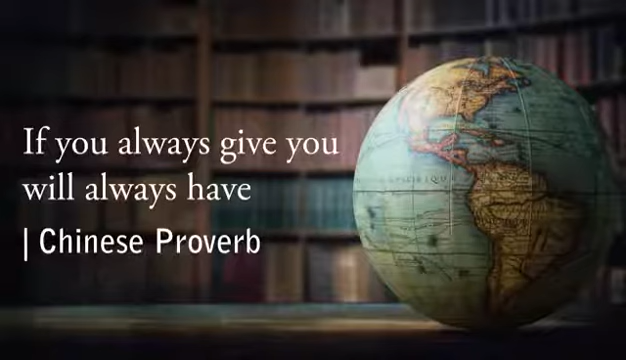 If you always give you
will always have
| Chinese Proverb